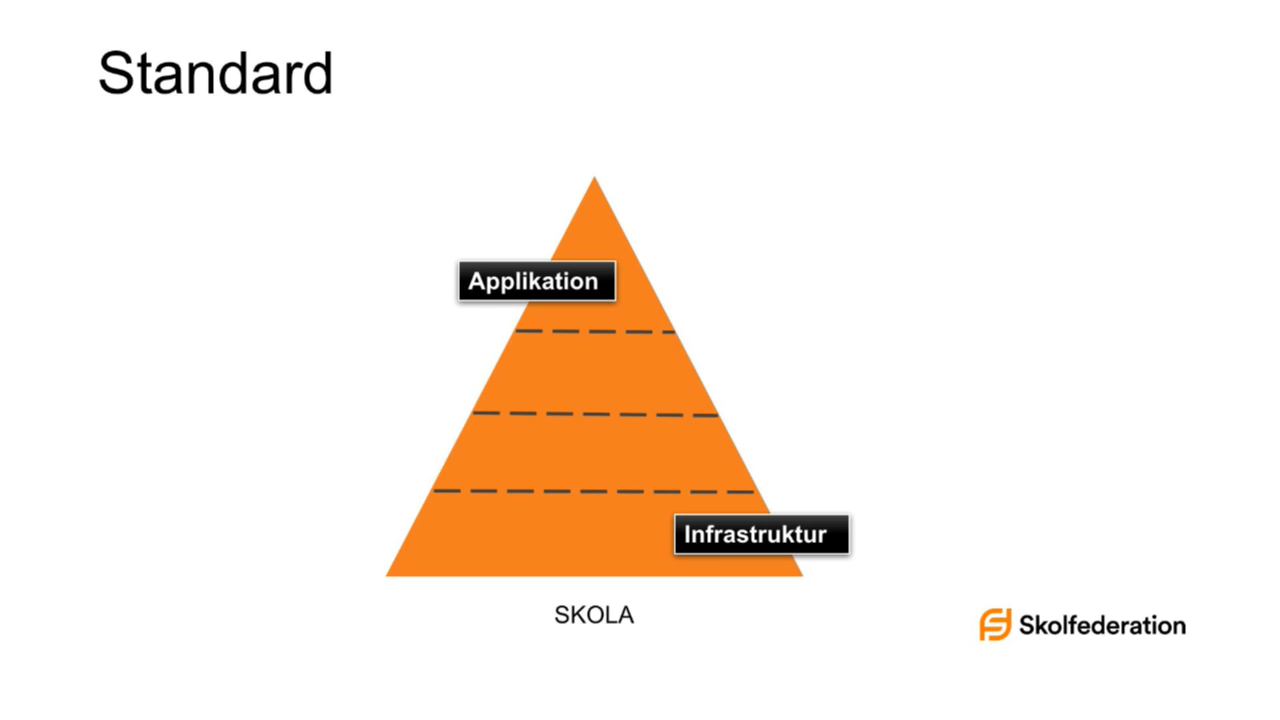 Standard
Applikation
Infrastruktur
SKOLA
Skolfederation